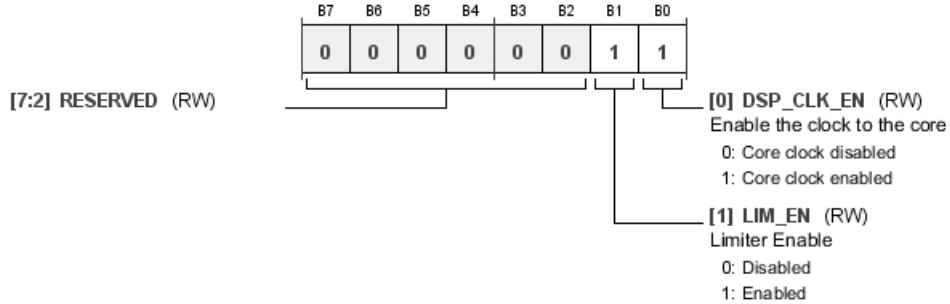 B7 B6 B5 B4 B3 B2 B1 B0
0 0 0 0 0 0 1 1
[7:2] RESERVED (RW)
[0] DSP_CLK_EN (RW)
Enable the clock to the core
0: Core clock disabled
1: Core clock enabled
[1] LIM_EN (RW)
Limiter Enable
0: Disabled
1: Enabled